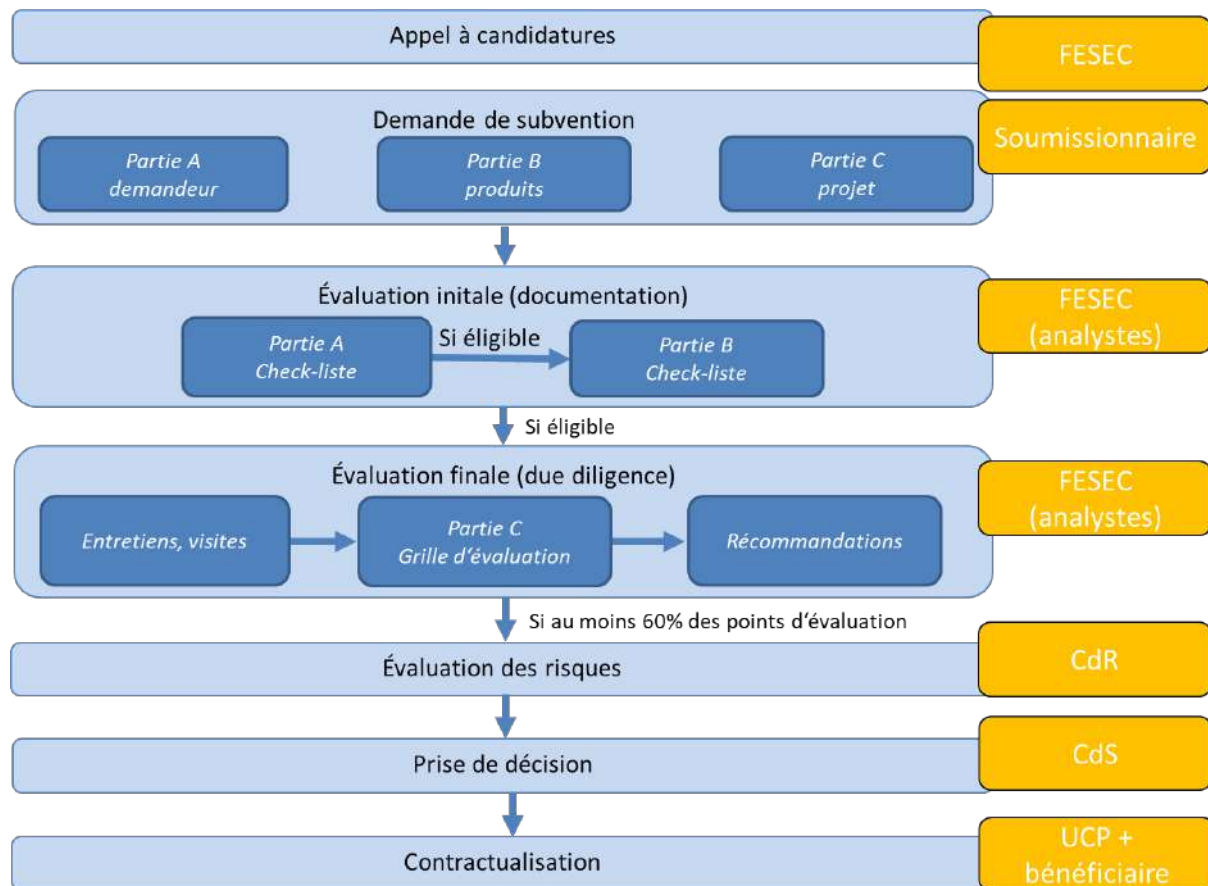 Appel à candidatures
FESEC
Demande de subvention
Soumissionnaire
Partie A
demandeur
Partie B
produits
Partie C
projet
Évaluation initale (documentation)
FESEC
(analystes)
Partie A
Check-liste
Si éligible
Partie B
Check-liste
Si éligible
Évaluation finale (due diligence)
FESEC
(analystes)
Entretiens, visites
Partie C
Grille d‘évaluation
Récommandations
Si au moins 60% des points d‘évaluation
Évaluation des risques
CdR
Prise de décision
CdS
Contractualisation
UCP +
bénéficiaire